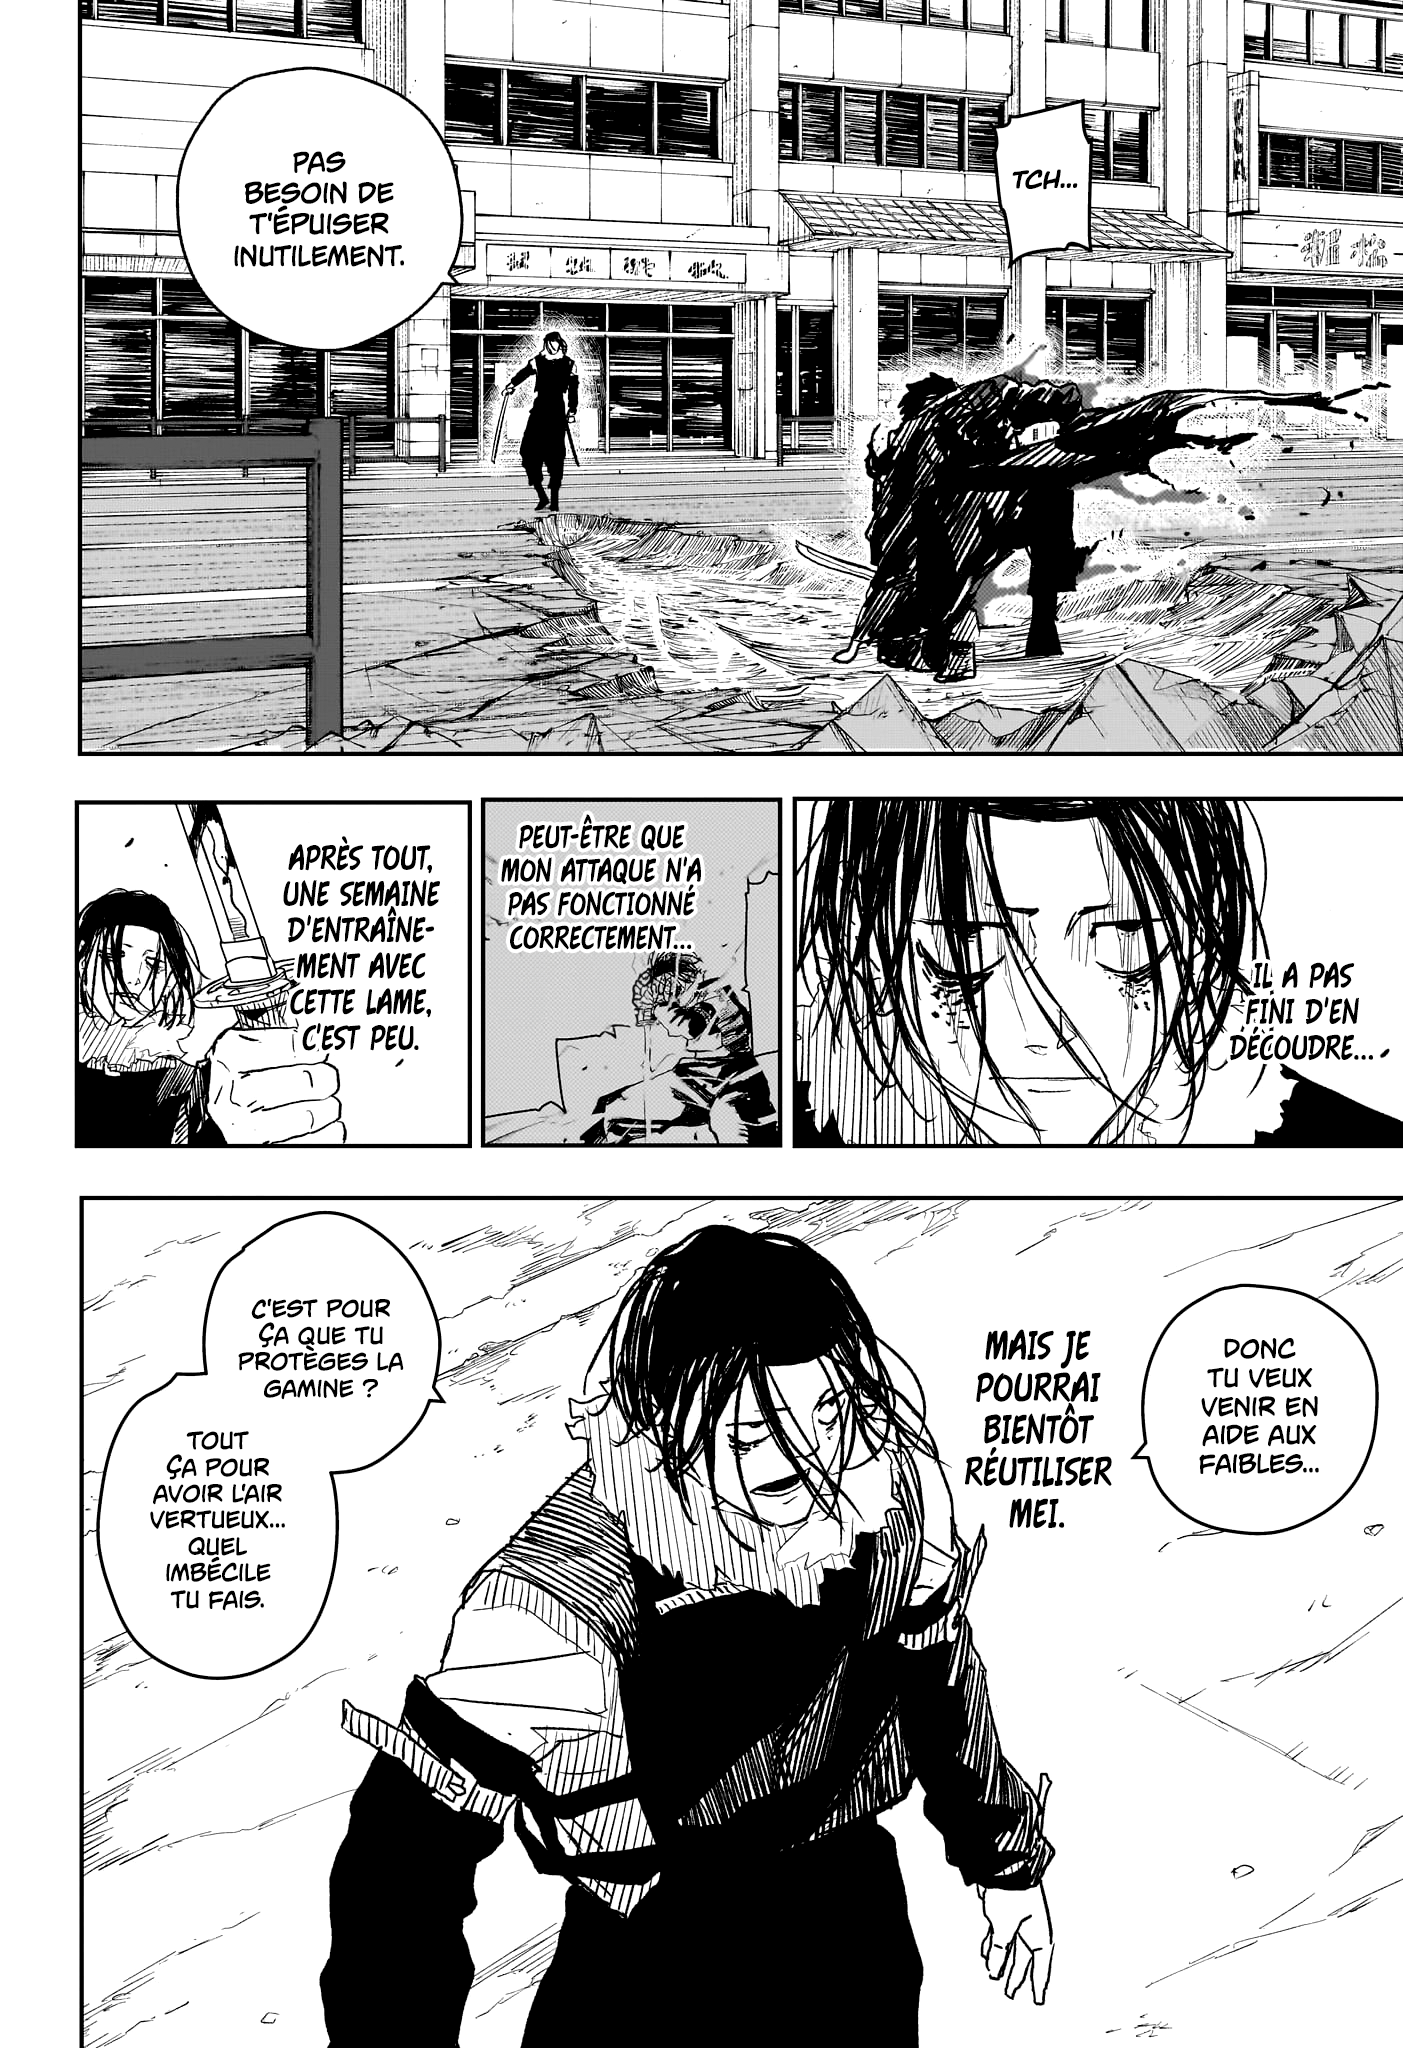 TCH...
PAS
BESOIN DE
T'ÉPUISER
INUTILEMENT.
IL A PAS
FINI D'EN
DÉCOUDRE...
PEUT-ÊTRE QUE
MON ATTAQUE N'A
PAS FONCTIONNÉ
CORRECTEMENT...
APRÈS TOUT,
UNE SEMAINE
D'ENTRAÎNE-
MENT AVEC
CETTE LAME,
C'EST PEU.
DONC
TU VEUX
VENIR EN
AIDE AUX
FAIBLES...
MAIS JE
POURRAI
BIENTÔT
RÉUTILISER
MEI.
C'EST POUR
ÇA QUE TU
PROTÈGES LA
GAMINE ?
TOUT
ÇA POUR
AVOIR L'AIR
VERTUEUX...
QUEL
IMBÉCILE
TU FAIS.